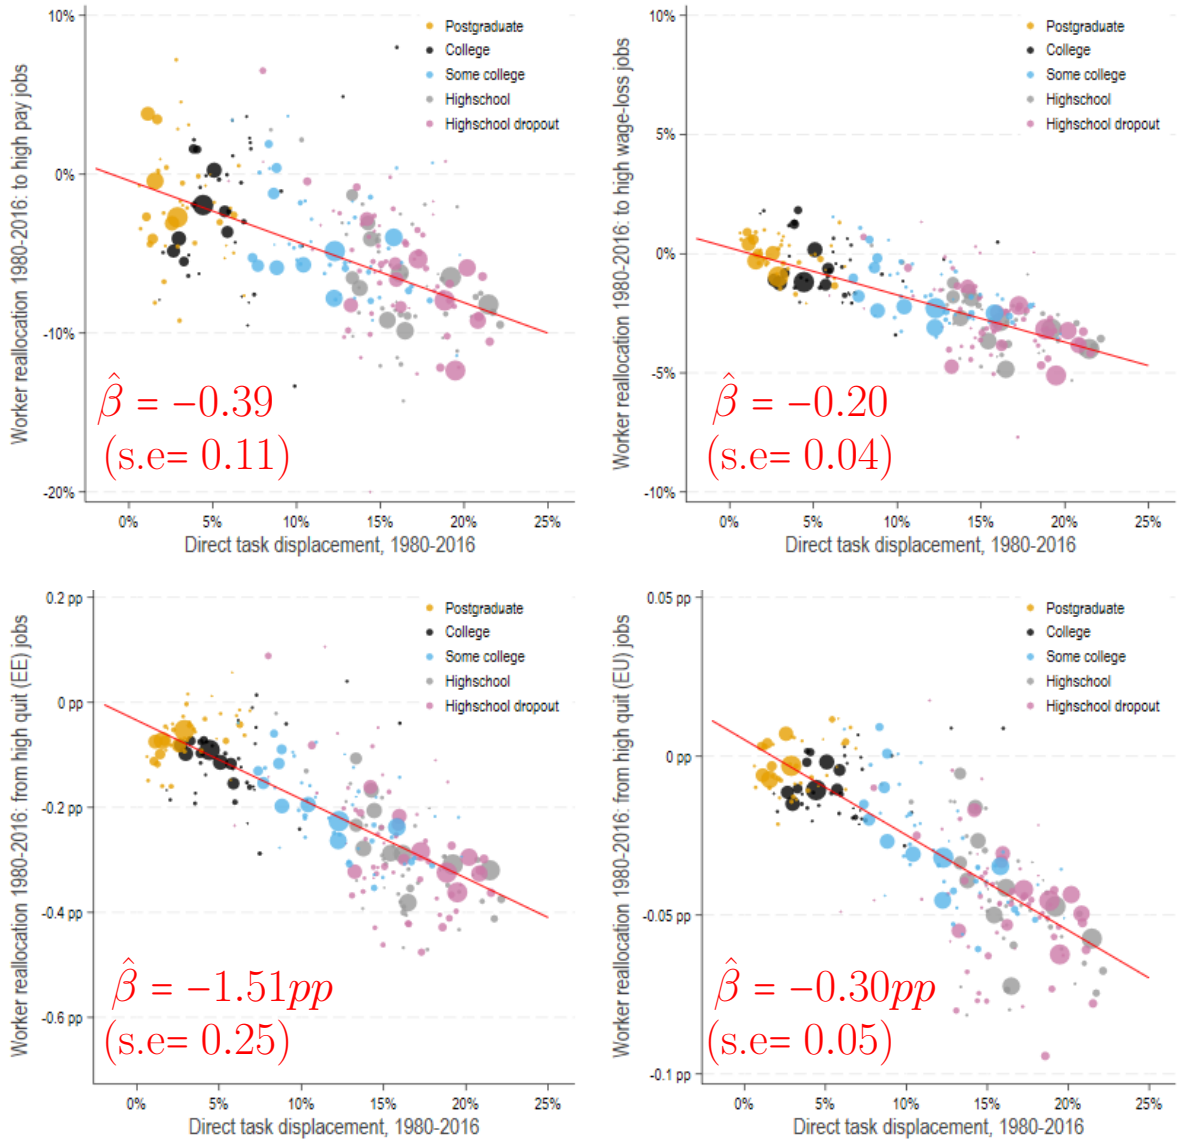 Worker reallocation 1980-2016: to high pay jobs
10%
0%
-10%
-20%
Postgraduate
College
Some college
Highschool
Highschool dropout
β̂ = −0.39
(s.e= 0.11)
0% 5% 10% 15% 20% 25%
Direct task displacement, 1980-2016
Worker reallocation 1980-2016: to high wage-loss jobs
10%
5%
0%
-5%
-10%
Postgraduate
College
Some college
Highschool
Highschool dropout
β̂ = −0.20
(s.e= 0.04)
0% 5% 10% 15% 20% 25%
Direct task displacement, 1980-2016
Worker reallocation 1980-2016: from high quit (EE) jobs
0.2 pp
0 pp
-0.2 pp
-0.4 pp
-0.6 pp
Postgraduate
College
Some college
Highschool
Highschool dropout
β̂ = −1.51pp
(s.e= 0.25)
0% 5% 10% 15% 20% 25%
Direct task displacement, 1980-2016
Worker reallocation 1980-2016: from high quit (EU) jobs
0.05 pp
0 pp
-0.05 pp
-0.1 pp
Postgraduate
College
Some college
Highschool
Highschool dropout
β̂ = −0.30pp
(s.e= 0.05)
0% 5% 10% 15% 20% 25%
Direct task displacement, 1980-2016